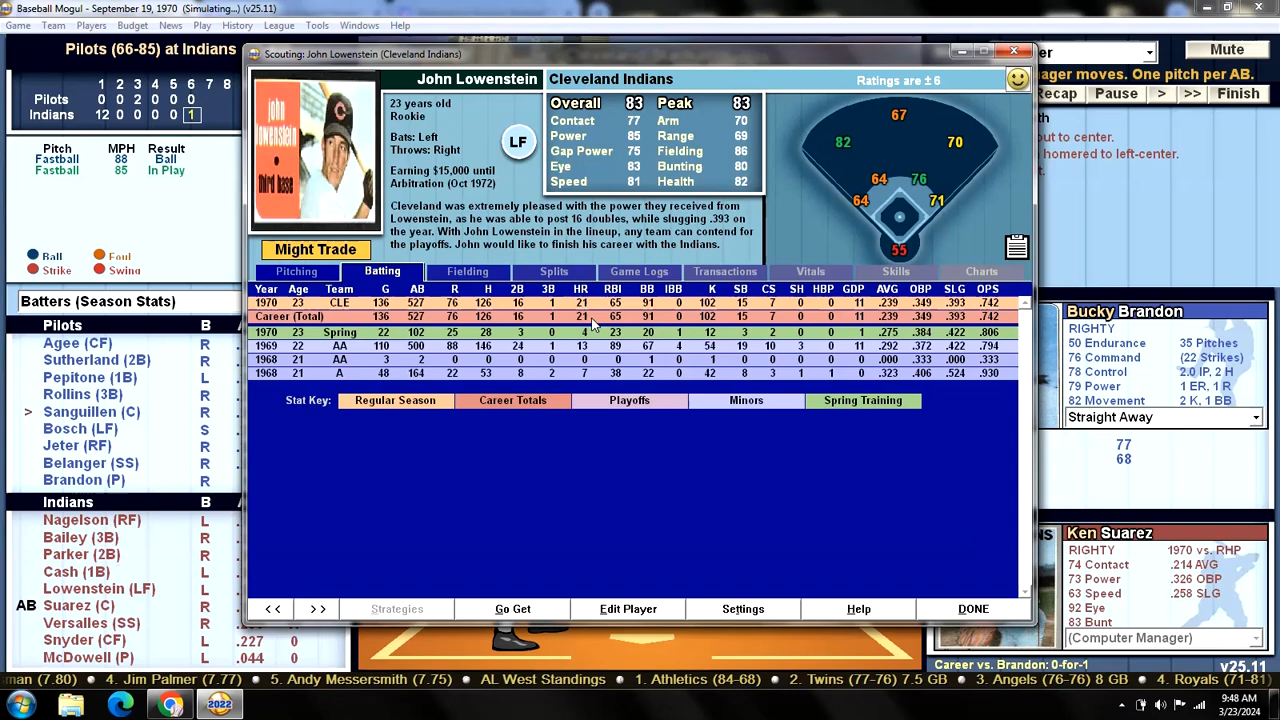 Baseball Mogul - September 19, 1970 (Simulating...) (v25.11)
Game Team Players Budget News Play History League Tools Windows Help
Pilots (66-85) at Indians
1 2 3 4 5 6 7 8
Pilots 0 0 2 0 0 0
Indians 12 0 0 0 0 1
Pitch MPH Result
Fastball 88 Ball
Fastball 85 In Play
Ball Foul
Strike Swing
Batters (Season Stats)
Pilots B
Agee (CF) R
Sutherland (2B) R
Pepitone (1B) L
Rollins (3B) R
> Sanguillen (C) R
Bosch (LF) S
Jeter (RF) R
Belanger (SS) R
Brandon (P) R
Indians B
Nagelson (RF) L
Bailey (3B) R
Parker (2B) R
Cash (1B) L
Lowenstein (LF) L
AB Suarez (C) R
Versalles (SS) R
Snyder (CF) R .227 0
McDowell (P) L .044 0
Scouting: John Lowenstein (Cleveland Indians)
john lowenstein
third base
John Lowenstein
23 years old
Rookie
Bats: Left
Throws: Right
Earning $15,000 until
Arbitration (Oct 1972)
LF
Cleveland Indians
Ratings are ± 6
Overall 83 Peak 83
Contact 77 Arm 70
Power 85 Range 69
Gap Power 75 Fielding 86
Eye 83 Bunting 80
Speed 81 Health 82
67
82 70
64 76
64 71
55
Cleveland was extremely pleased with the power they received from
Lowenstein, as he was able to post 16 doubles, while slugging .393 on
the year. With John Lowenstein in the lineup, any team can contend for
the playoffs. John would like to finish his career with the Indians.
Might Trade
Pitching Batting Fielding Splits Game Logs Transactions Vitals Skills Charts
Year Age Team G AB R H 2B 3B HR RBI BB IBB K SB CS SH HBP GDP AVG OBP SLG OPS
1970 23 CLE 136 527 76 126 16 1 21 65 91 0 102 15 7 0 0 11 .239 .349 .393 .742
Career (Total) 136 527 76 126 16 1 21 65 91 0 102 15 7 0 0 11 .239 .349 .393 .742
1970 23 Spring 22 102 25 28 3 0 4 23 20 1 12 3 2 0 0 1 .275 .384 .422 .806
1969 22 AA 110 500 88 146 24 1 13 89 67 4 54 19 10 3 0 11 .292 .372 .422 .794
1968 21 AA 3 2 0 0 0 0 0 0 1 0 1 0 0 0 0 0 .000 .333 .000 .333
1968 21 A 48 164 22 53 8 2 7 38 22 0 42 8 3 1 1 0 .323 .406 .524 .930
Stat Key: Regular Season Career Totals Playoffs Minors Spring Training
<< >> Strategies Go Get Edit Player Settings Help DONE
Mute
nager moves. One pitch per AB.
ecap Pause > >> Finish
out to center.
homered to left-center.
Bucky Brandon
50 Endurance 35 Pitches
76 Command (22 Strikes)
78 Control 2.0 IP, 2 H
79 Power 1 ER, 1 R
82 Movement 2 K, 1 BB
Straight Away
77
68
NS
Ken Suarez
RIGHTY 1970 vs. RHP
74 Contact .214 AVG
73 Power .326 OBP
63 Speed .258 SLG
92 Eye
83 Bunt
(Computer Manager)
Career vs. Brandon: 0-for-1
v25.11
man (7.80) • 4. Jim Palmer (7.77) • 5. Andy Messersmith (7.75) • AL West Standings • 1. Athletics (84-68) • 2. Twins (77-76) 7.5 GB • 3. Angels (76-76) 8 GB • 4. Royals (71-81)
2022
9:48 AM
3/23/2024